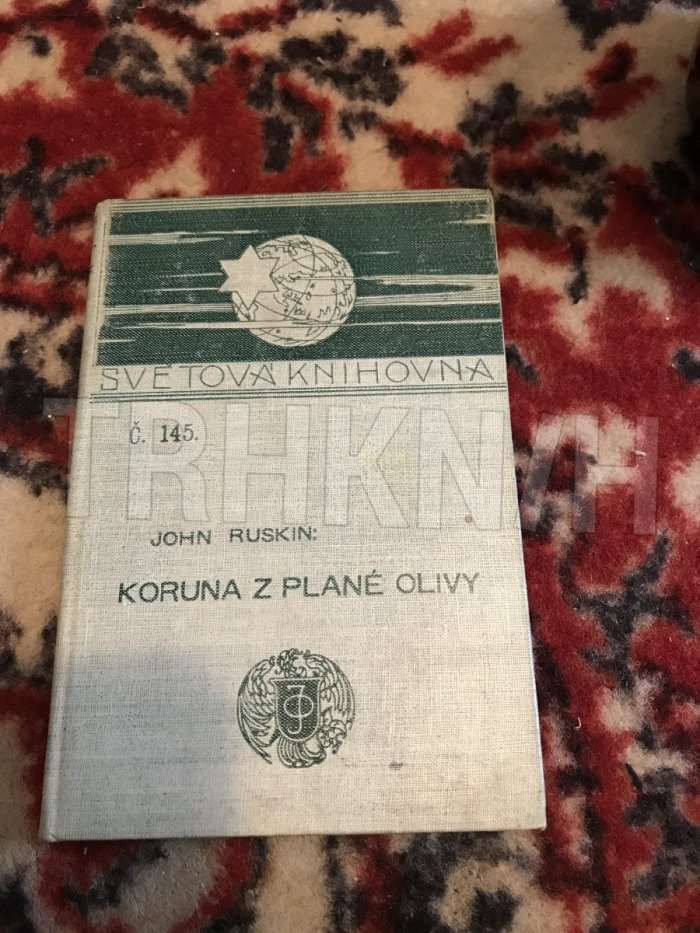 SVĚTOVÁ KNIHOVNA
Č. 145.
TRHKNIH
JOHN RUSKIN:
KORUNA Z PLANÉ OLIVY